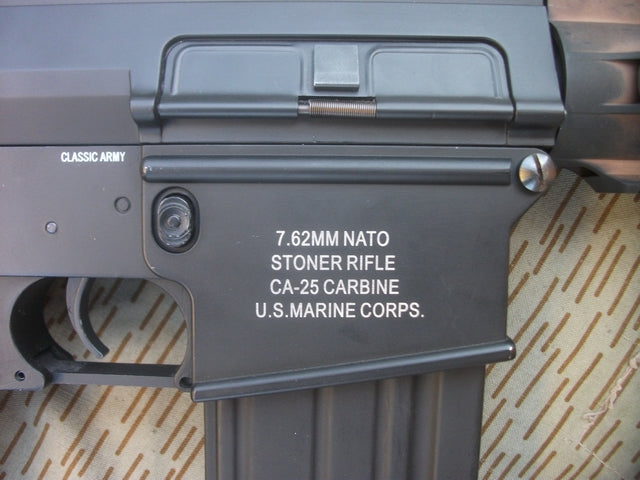 CLASSIC ARMY
7.62MM NATO
STONER RIFLE
CA-25 CARBINE
U.S.MARINE CORPS.